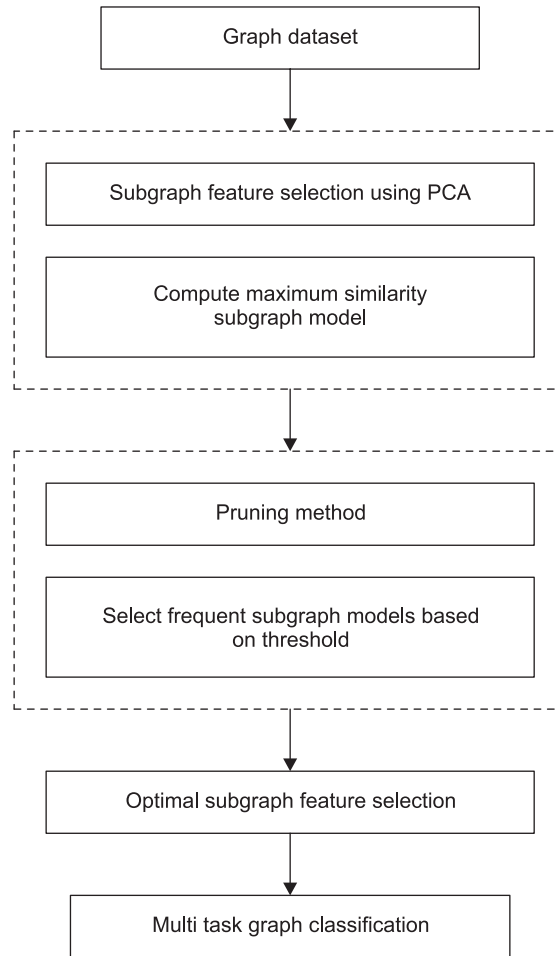 Graph dataset
Subgraph feature selection using PCA
Compute maximum similarity
subgraph model
Pruning method
Select frequent subgraph models based
on threshold
Optimal subgraph feature selection
Multi task graph classification